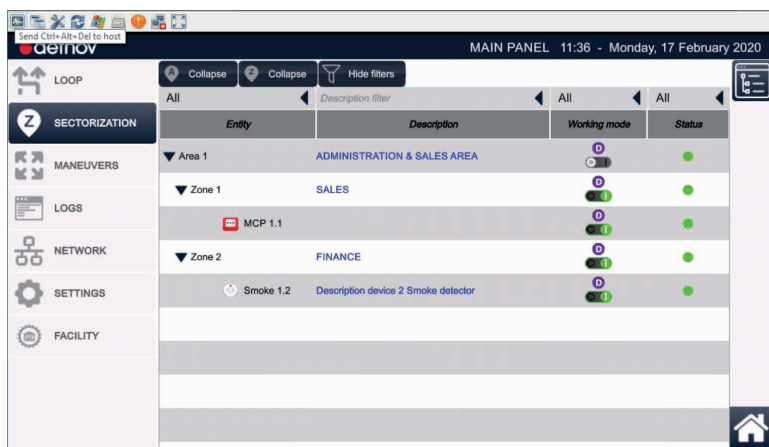 Send Ctrl+Alt+Del to host
detnov
MAIN PANEL 11:36 - Monday, 17 February 2020
LOOP
SECTORIZATION
MANEUVERS
LOGS
NETWORK
SETTINGS
FACILITY
A Collapse Z Collapse Hide filters
All Description filter All All
Entity Description Working mode Status
Area 1 ADMINISTRATION & SALES AREA D
Zone 1 SALES D
MCP 1.1 D
Zone 2 FINANCE D
Smoke 1.2 Description device 2 Smoke detector D
Z